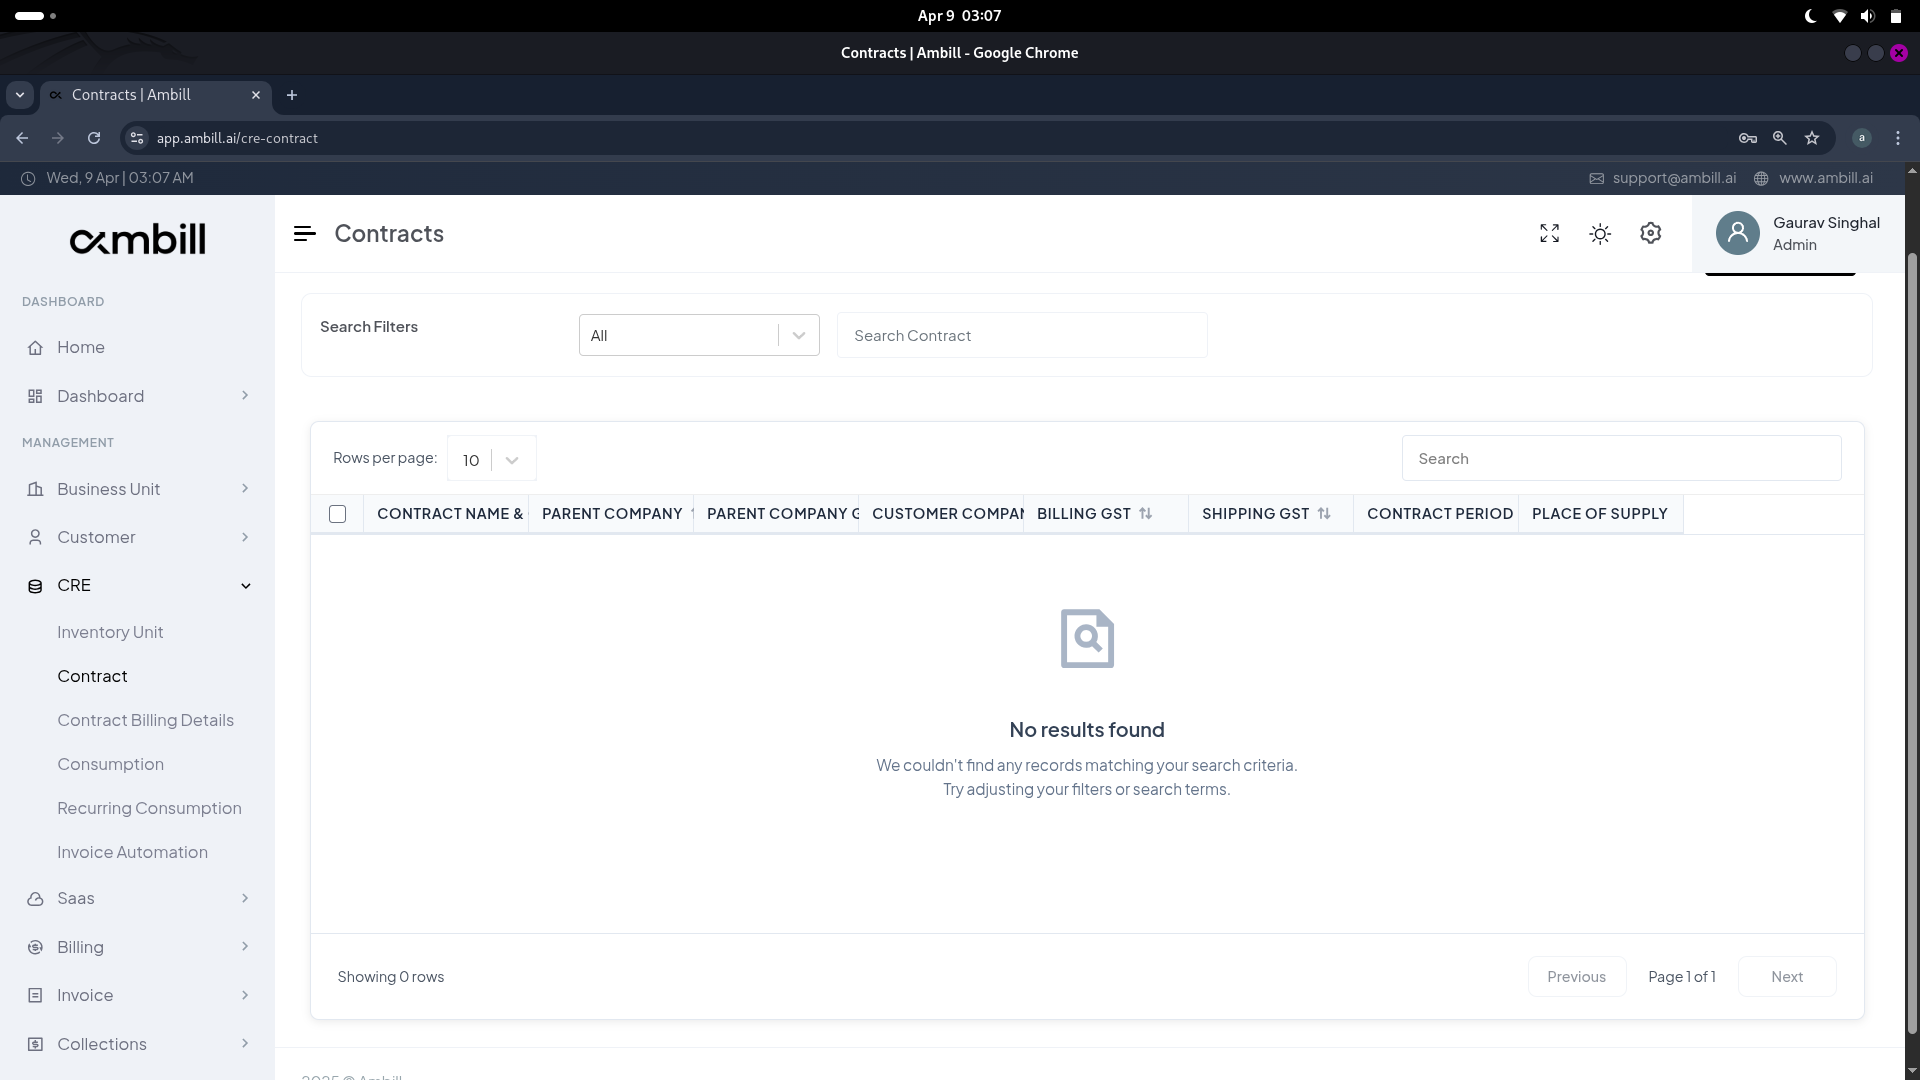 Apr 9 03:07
Contracts | Ambill - Google Chrome
Contracts | Ambill
app.ambill.ai/cre-contract
a
Wed, 9 Apr | 03:07 AM
support@ambill.ai
www.ambill.ai
ambill
Contracts
Gaurav Singhal
Admin
DASHBOARD
Home
Dashboard
MANAGEMENT
Business Unit
Customer
CRE
Inventory Unit
Contract
Contract Billing Details
Consumption
Recurring Consumption
Invoice Automation
Saas
Billing
Invoice
Collections
Search Filters
All
Search Contract
Rows per page:
10
Search
CONTRACT NAME & PARENT COMPANY PARENT COMPANY G CUSTOMER COMPAN BILLING GST SHIPPING GST CONTRACT PERIOD PLACE OF SUPPLY
No results found
We couldn't find any records matching your search criteria.
Try adjusting your filters or search terms.
Showing 0 rows
Previous
Page 1 of 1
Next
2025 © Ambill